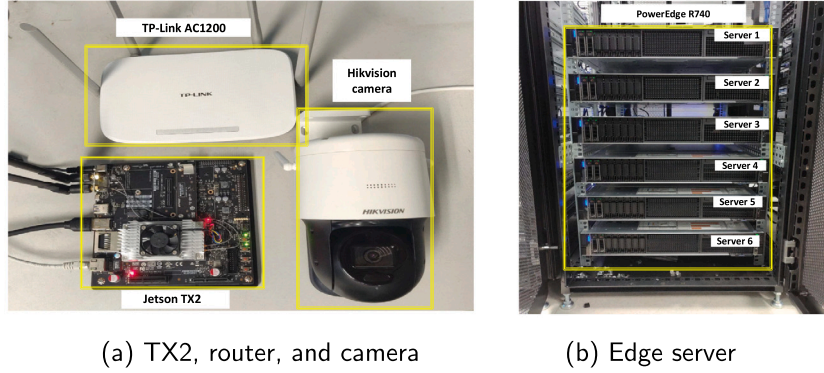 TP-Link AC1200
TP-LINK
Hikvision
camera
HIKVISION
Jetson TX2
(a) TX2, router, and camera
PowerEdge R740
Server 1
Server 2
Server 3
Server 4
Server 5
Server 6
(b) Edge server